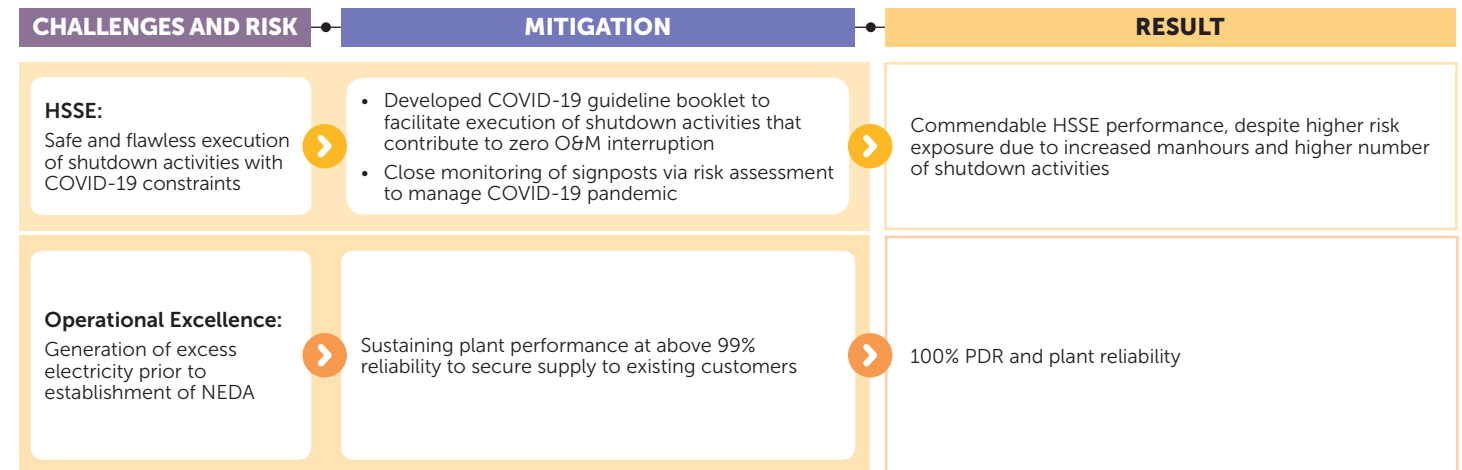 CHALLENGES AND RISK
MITIGATION
RESULT
HSSE:
Safe and flawless execution
of shutdown activities with
COVID-19 constraints
• Developed COVID-19 guideline booklet to
facilitate execution of shutdown activities that
contribute to zero O&M interruption
• Close monitoring of signposts via risk assessment
to manage COVID-19 pandemic
Commendable HSSE performance, despite higher risk
exposure due to increased manhours and higher number
of shutdown activities
Operational Excellence:
Generation of excess
electricity prior to
establishment of NEDA
Sustaining plant performance at above 99%
reliability to secure supply to existing customers
100% PDR and plant reliability